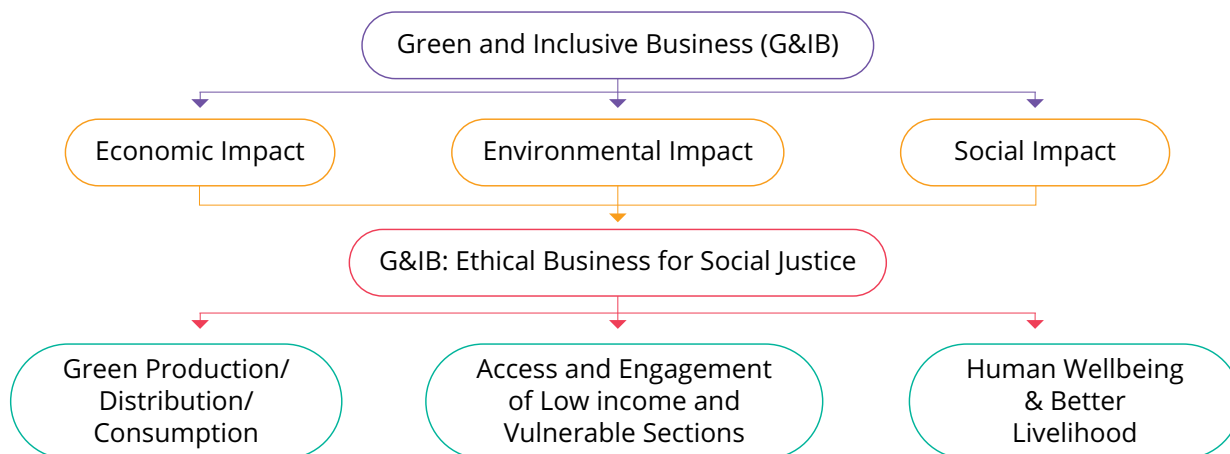 Green and Inclusive Business (G&IB)
Economic Impact
Environmental Impact
Social Impact
G&IB: Ethical Business for Social Justice
Green Production/
Distribution/
Consumption
Access and Engagement
of Low income and
Vulnerable Sections
Human Wellbeing
& Better
Livelihood